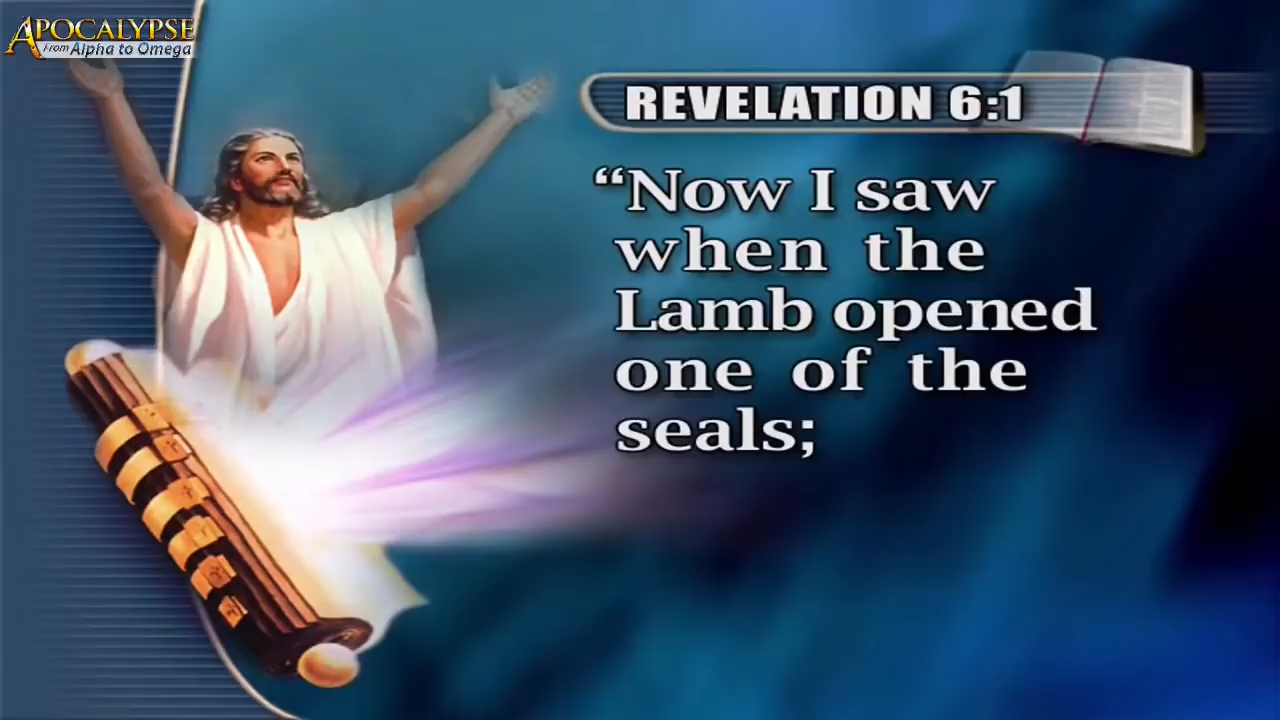 APOCALYPSE
From Alpha to Omega
REVELATION 6:1
“Now I saw
when the
Lamb opened
one of the
seals;